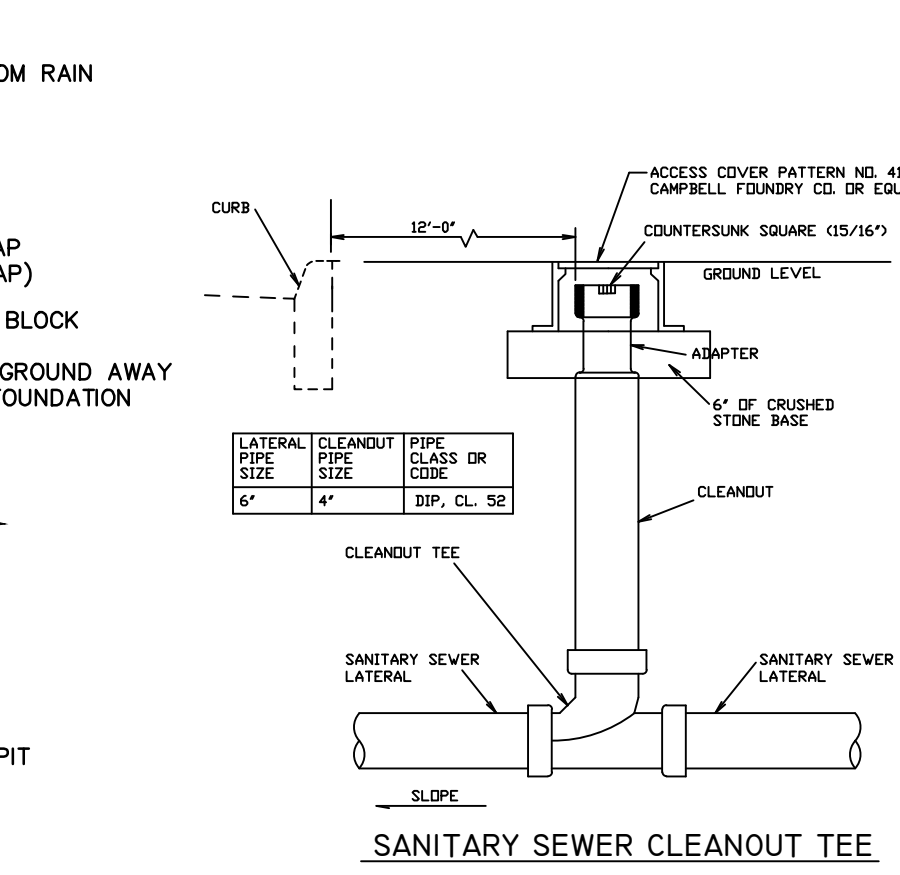 OM RAIN
AP
AP)
BLOCK
GROUND AWAY
FOUNDATION
PIT
ACCESS COVER PATTERN NO. 41
CAMPBELL FOUNDRY CO. OR EQU
CURB
12'-0"
COUNTERSUNK SQUARE (15/16")
GROUND LEVEL
ADAPTER
6" OF CRUSHED
STONE BASE
LATERAL
PIPE
SIZE
CLEANOUT
PIPE
SIZE
PIPE
CLASS OR
CODE
6"
4"
DIP, CL. 52
CLEANOUT
CLEANOUT TEE
SANITARY SEWER
LATERAL
SANITARY SEWER
LATERAL
SLOPE
SANITARY SEWER CLEANOUT TEE